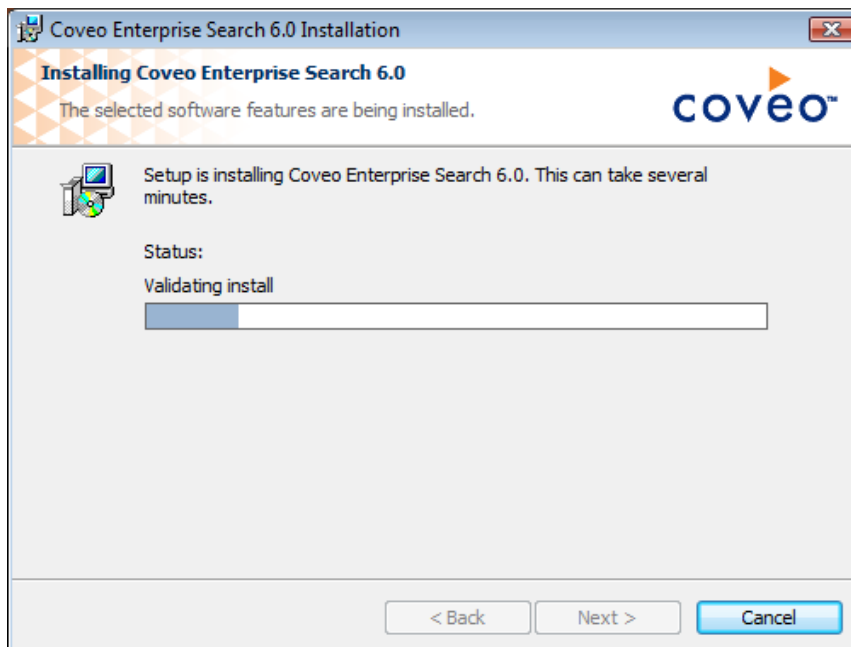 Coveo Enterprise Search 6.0 Installation
Installing Coveo Enterprise Search 6.0
The selected software features are being installed.
coveo™
Setup is installing Coveo Enterprise Search 6.0. This can take several
minutes.
Status:
Validating install
< Back
Next >
Cancel